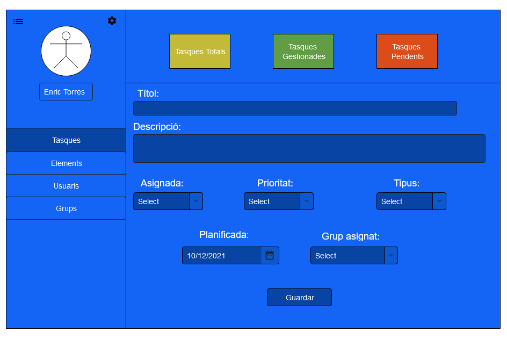 Enric Torres
Tasques
Elements
Usuaris
Grups
Tasques Totals
Tasques
Gestionades
Tasques
Pendents
Títol:
Descripció:
Asignada:
Prioritat:
Tipus:
Select
Select
Select
Planificada:
Grup asignat:
10/12/2021
Select
Guardar